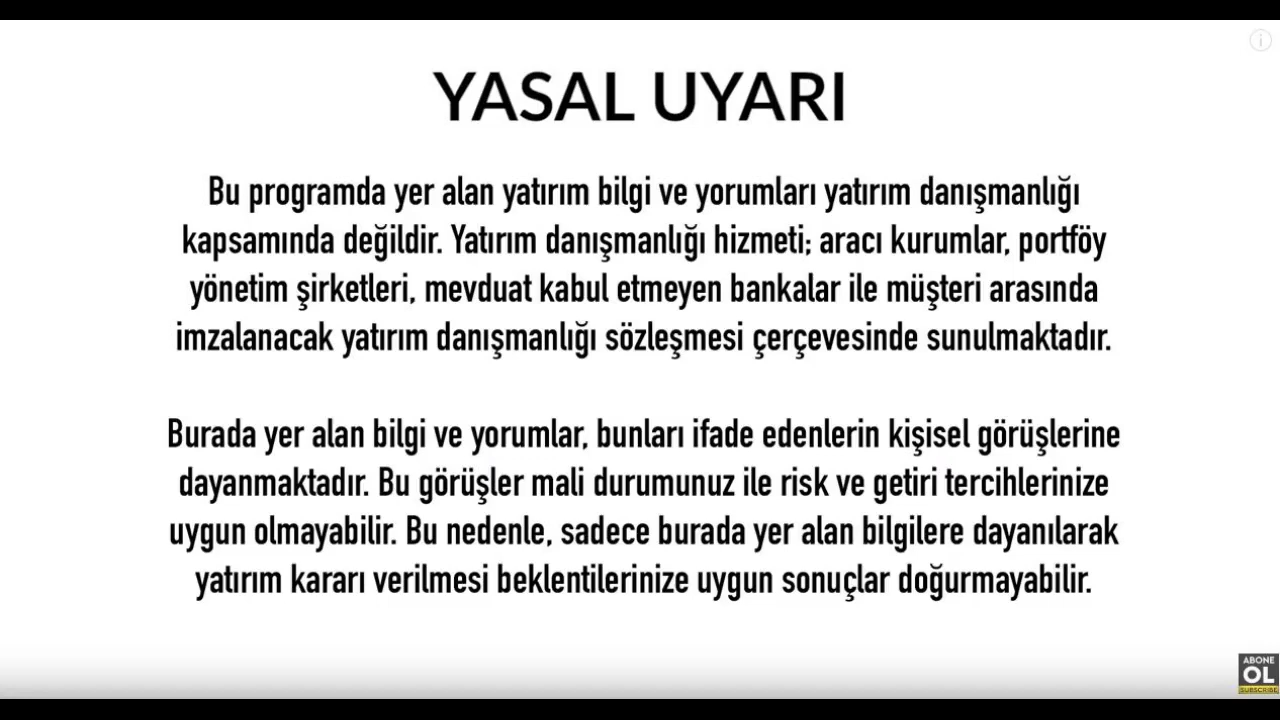 YASAL UYARI
Bu programda yer alan yatırım bilgi ve yorumları yatırım danışmanlığı
kapsamında değildir. Yatırım danışmanlığı hizmeti; aracı kurumlar, portföy
yönetim şirketleri, mevduat kabul etmeyen bankalar ile müşteri arasında
imzalanacak yatırım danışmanlığı sözleşmesi çerçevesinde sunulmaktadır.
Burada yer alan bilgi ve yorumlar, bunları ifade edenlerin kişisel görüşlerine
dayanmaktadır. Bu görüşler mali durumunuz ile risk ve getiri tercihlerinize
uygun olmayabilir. Bu nedenle, sadece burada yer alan bilgilere dayanılarak
yatırım kararı verilmesi beklentilerinize uygun sonuçlar doğurmayabilir.
ABONE
OL
SUBSCRIBE